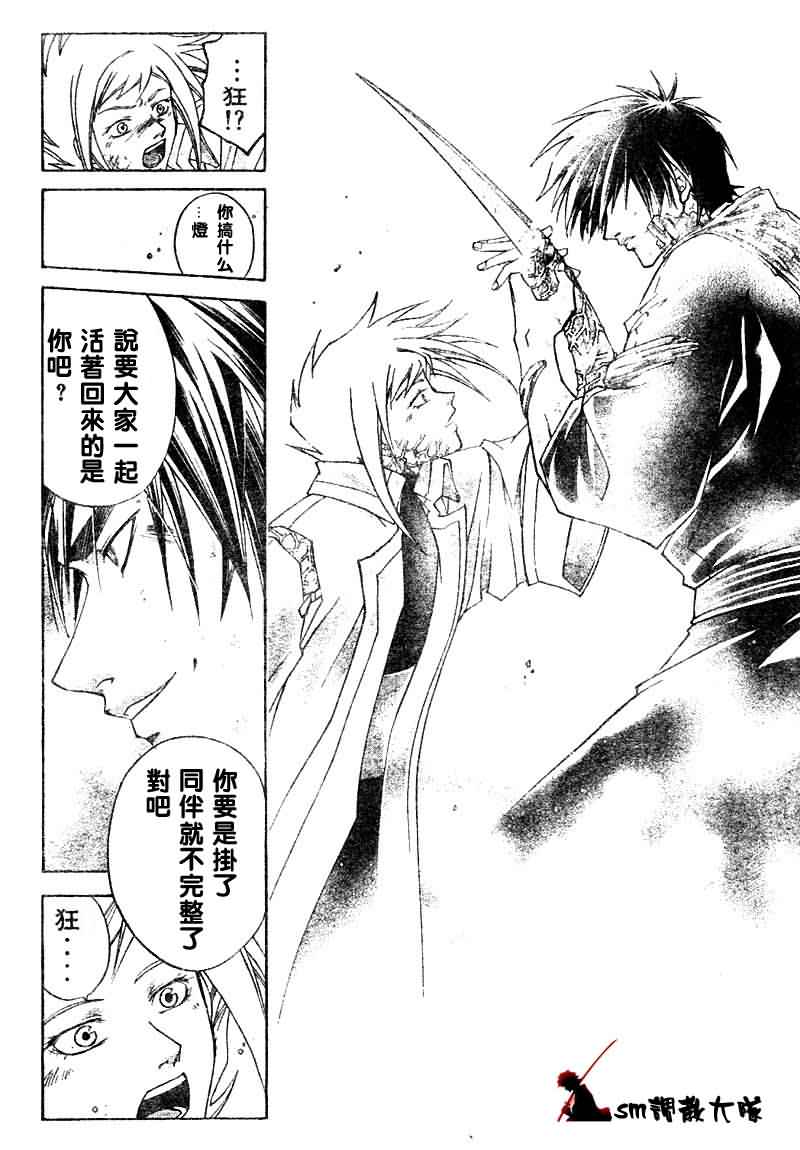 …狂!?
你搞什么
…燈
說要大家一起
活著回來的是
你吧？
你要是掛了
同伴就不完整了
對吧
狂‥‥
sm調教大隊